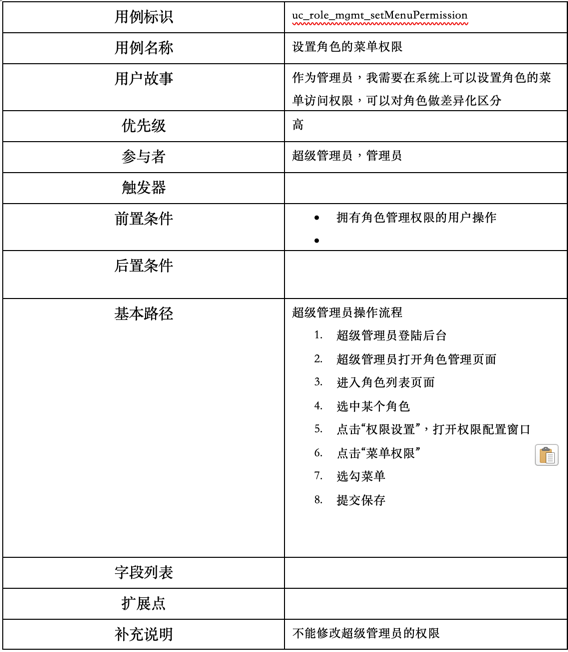 用例标识 uc_role_mgmt_setMenuPermission
用例名称 设置角色的菜单权限
用户故事 作为管理员，我需要在系统上可以设置角色的菜
单访问权限，可以对角色做差异化区分
优先级 高
参与者 超级管理员，管理员
触发器
前置条件 • 拥有角色管理权限的用户操作
•
后置条件
基本路径 超级管理员操作流程
1. 超级管理员登陆后台
2. 超级管理员打开角色管理页面
3. 进入角色列表页面
4. 选中某个角色
5. 点击“权限设置”，打开权限配置窗口
6. 点击“菜单权限”
7. 选勾菜单
8. 提交保存
字段列表
扩展点
补充说明 不能修改超级管理员的权限